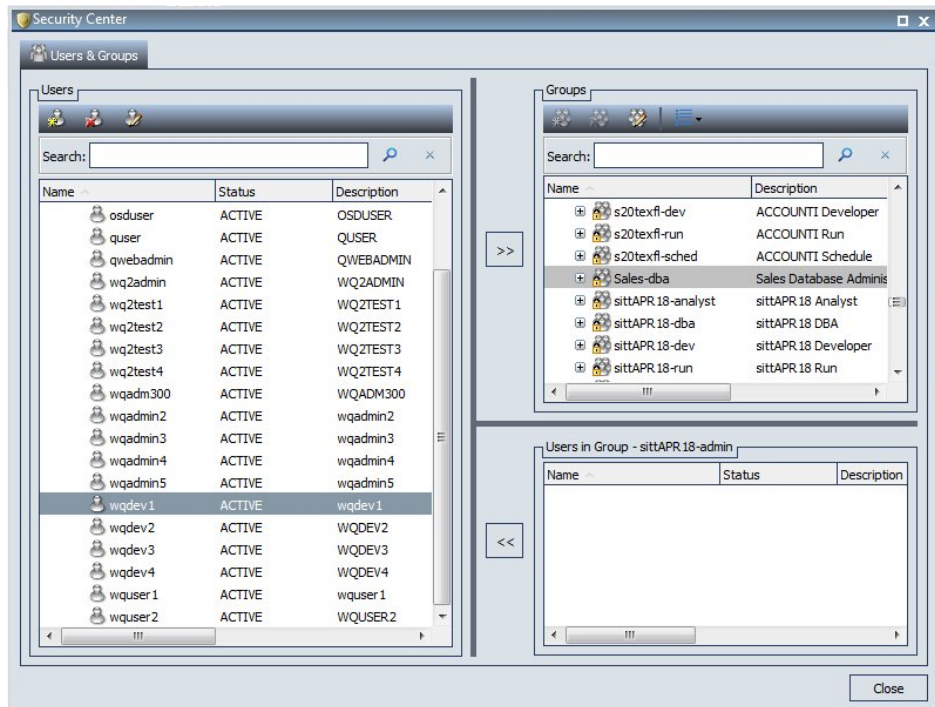 Security Center
Users & Groups
Users
Search:
Name Status Description
osduser ACTIVE OSDUSER
quser ACTIVE QUSER
qwebadmin ACTIVE QWEBADMIN
wq2admin ACTIVE WQ2ADMIN
wq2test1 ACTIVE WQ2TEST1
wq2test2 ACTIVE WQ2TEST2
wq2test3 ACTIVE WQ2TEST3
wq2test4 ACTIVE WQ2TEST4
wqadm300 ACTIVE WQADM300
wqadmin2 ACTIVE wqadmin2
wqadmin3 ACTIVE wqadmin3
wqadmin4 ACTIVE wqadmin4
wqadmin5 ACTIVE wqadmin5
wqdev1 ACTIVE wqdev1
wqdev2 ACTIVE WQDEV2
wqdev3 ACTIVE WQDEV3
wqdev4 ACTIVE WQDEV4
wquser1 ACTIVE wquser1
wquser2 ACTIVE WQUSER2
>>
<<
Groups
Search:
Name Description
s20texfl-dev ACCOUNTI Developer
s20texfl-run ACCOUNTI Run
s20texfl-sched ACCOUNTI Schedule
Sales-dba Sales Database Adminis
sittAPR18-analyst sittAPR18 Analyst
sittAPR18-dba sittAPR18 DBA
sittAPR18-dev sittAPR18 Developer
sittAPR18-run sittAPR18 Run
Users in Group - sittAPR18-admin
Name Status Description
Close